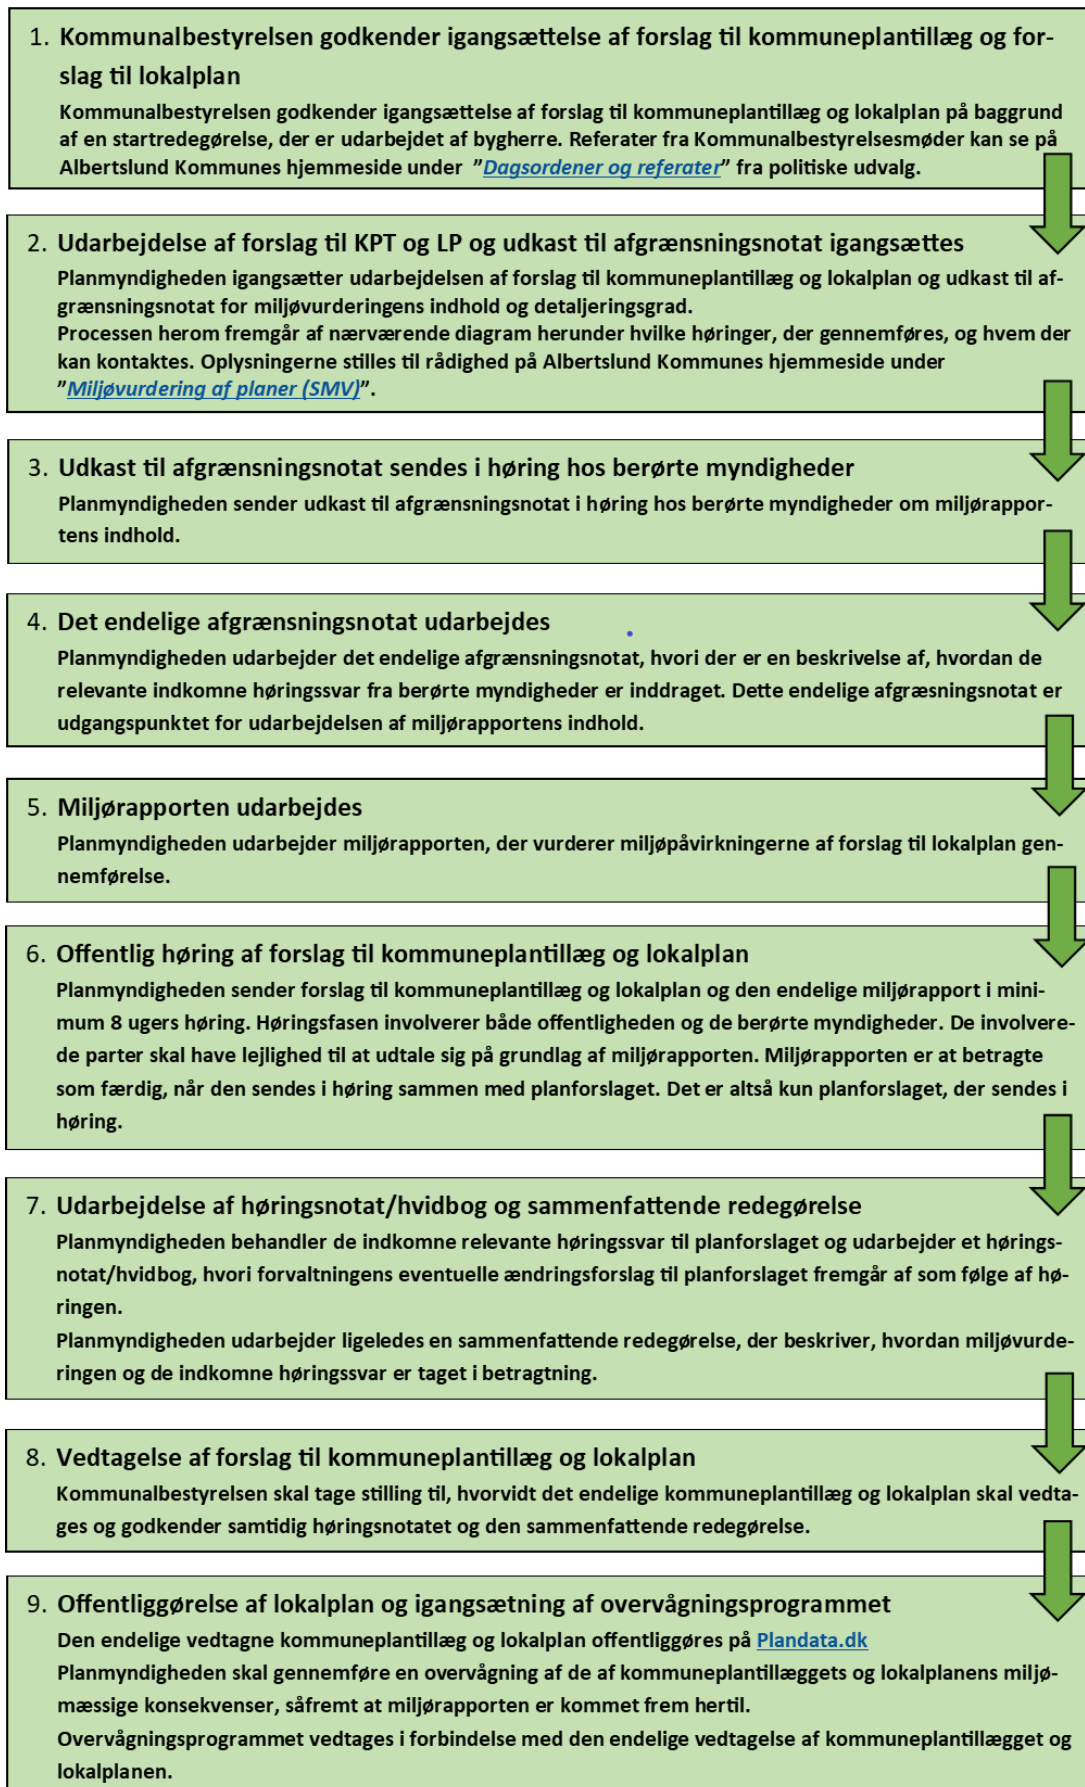 1. Kommunalbestyrelsen godkender igangsættelse af forslag til kommuneplantillæg og for-
slag til lokalplan
Kommunalbestyrelsen godkender igangsættelse af forslag til kommuneplantillæg og lokalplan på baggrund
af en startredegørelse, der er udarbejdet af bygherre. Referater fra Kommunalbestyrelsesmøder kan se på
Albertslund Kommunes hjemmeside under "Dagsordener og referater" fra politiske udvalg.
2. Udarbejdelse af forslag til KPT og LP og udkast til afgrænsningsnotat igangsættes
Planmyndigheden igangsætter udarbejdelsen af forslag til kommuneplantillæg og lokalplan og udkast til af-
grænsningsnotat for miljøvurderingens indhold og detaljeringsgrad.
Processen herom fremgår af nærværende diagram herunder hvilke høringer, der gennemføres, og hvem der
kan kontaktes. Oplysningerne stilles til rådighed på Albertslund Kommunes hjemmeside under
"Miljøvurdering af planer (SMV)".
3. Udkast til afgrænsningsnotat sendes i høring hos berørte myndigheder
Planmyndigheden sender udkast til afgrænsningsnotat i høring hos berørte myndigheder om miljørappor-
tens indhold.
4. Det endelige afgrænsningsnotat udarbejdes
Planmyndigheden udarbejder det endelige afgrænsningsnotat, hvori der er en beskrivelse af, hvordan de
relevante indkomne høringssvar fra berørte myndigheder er inddraget. Dette endelige afgræsningsnotat er
udgangspunktet for udarbejdelsen af miljørapportens indhold.
5. Miljørapporten udarbejdes
Planmyndigheden udarbejder miljørapporten, der vurderer miljøpåvirkningerne af forslag til lokalplan gen-
nemførelse.
6. Offentlig høring af forslag til kommuneplantillæg og lokalplan
Planmyndigheden sender forslag til kommuneplantillæg og lokalplan og den endelige miljørapport i mini-
mum 8 ugers høring. Høringsfasen involverer både offentligheden og de berørte myndigheder. De involvere-
de parter skal have lejlighed til at udtale sig på grundlag af miljørapporten. Miljørapporten er at betragte
som færdig, når den sendes i høring sammen med planforslaget. Det er altså kun planforslaget, der sendes i
høring.
7. Udarbejdelse af høringsnotat/hvidbog og sammenfattende redegørelse
Planmyndigheden behandler de indkomne relevante høringssvar til planforslaget og udarbejder et hørings-
notat/hvidbog, hvori forvaltningens eventuelle ændringsforslag til planforslaget fremgår af som følge af hø-
ringen.
Planmyndigheden udarbejder ligeledes en sammenfattende redegørelse, der beskriver, hvordan miljøvurde-
ringen og de indkomne høringssvar er taget i betragtning.
8. Vedtagelse af forslag til kommuneplantillæg og lokalplan
Kommunalbestyrelsen skal tage stilling til, hvorvidt det endelige kommuneplantillæg og lokalplan skal vedta-
ges og godkender samtidig høringsnotatet og den sammenfattende redegørelse.
9. Offentliggørelse af lokalplan og igangsætning af overvågningsprogrammet
Den endelige vedtagne kommuneplantillæg og lokalplan offentliggøres på Plandata.dk
Planmyndigheden skal gennemføre en overvågning af de af kommuneplantillæggets og lokalplanens miljø-
mæssige konsekvenser, såfremt at miljørapporten er kommet frem hertil.
Overvågningsprogrammet vedtages i forbindelse med den endelige vedtagelse af kommuneplantillægget og
lokalplanen.